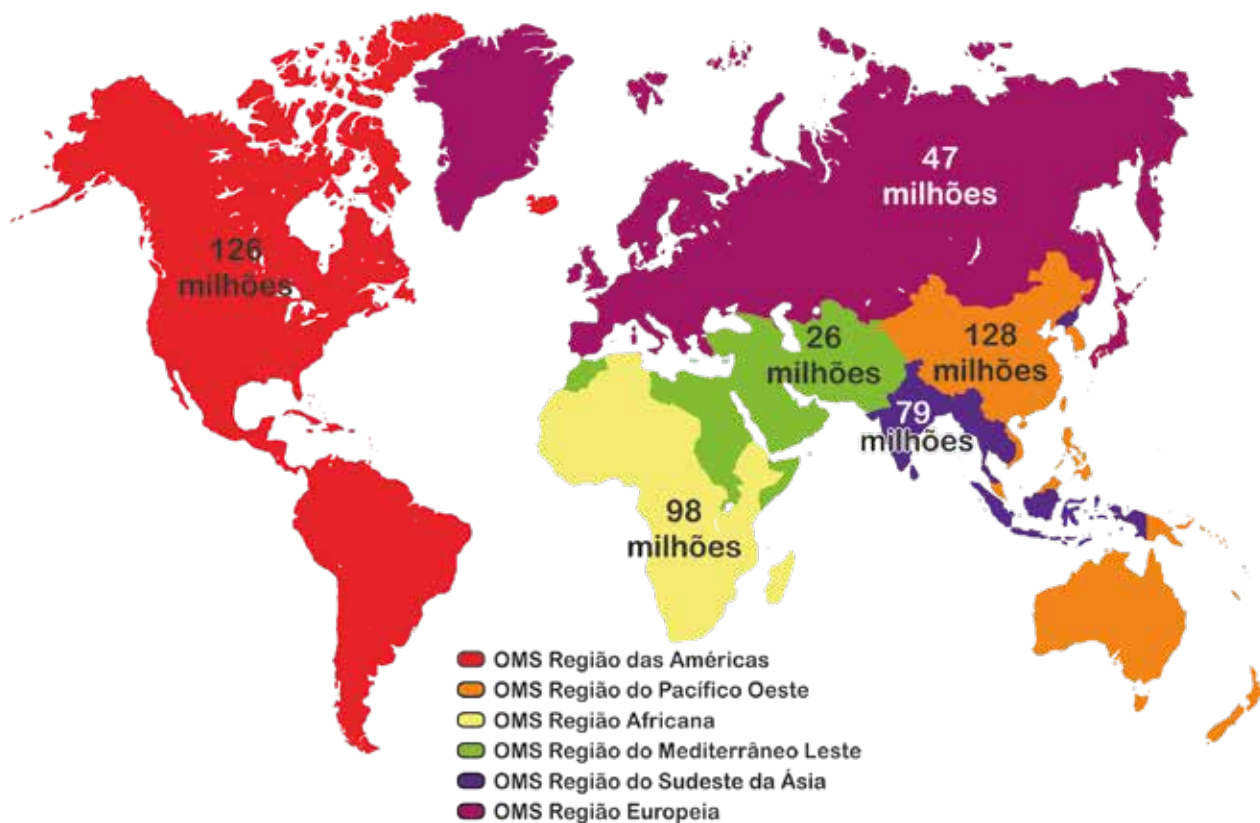 47
milhões
126
milhões
26
milhões
128
milhões
79
milhões
98
milhões
OMS Região das Américas
OMS Região do Pacífico Oeste
OMS Região Africana
OMS Região do Mediterrâneo Leste
OMS Região do Sudeste da Ásia
OMS Região Europeia